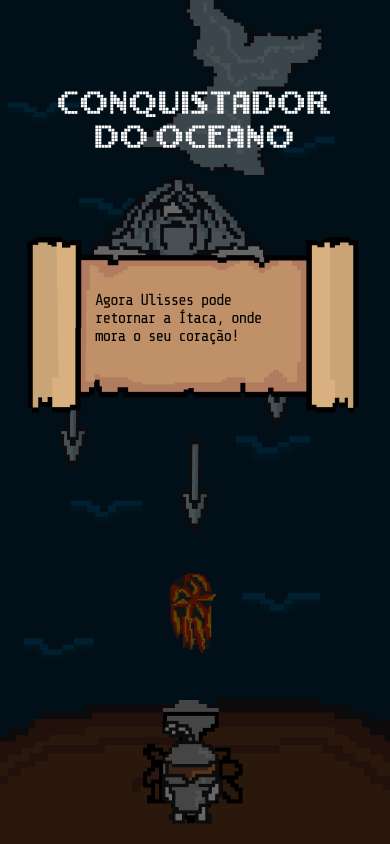 CONQUISTADOR
DO OCEANO
Agora Ulisses pode
retornar a Ítaca, onde
mora o seu coração!